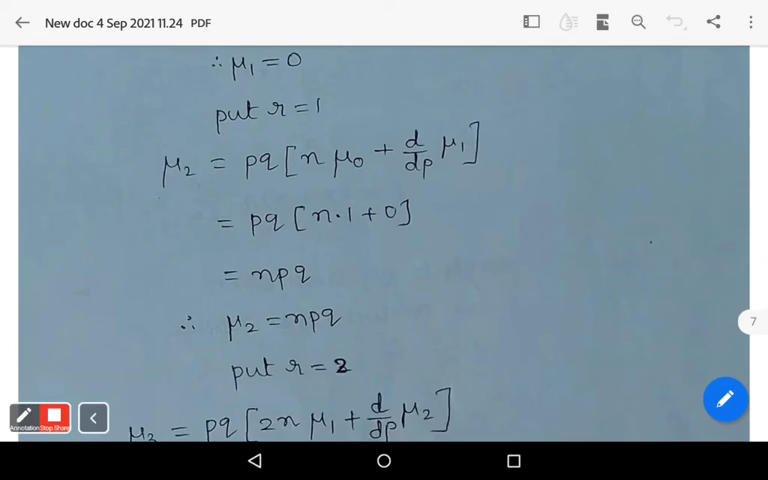 New doc 4 Sep 2021 11.24 PDF
∴ μ₁ = 0
put r = 1
μ₂ = pq [n μ₀ + d/dp μ₁]
= pq [n·1 + 0]
= npq
∴ μ₂ = npq
put r = 2
μ₃ = pq [2n μ₁ + d/dp μ₂]
7
Annotation
Stop Share